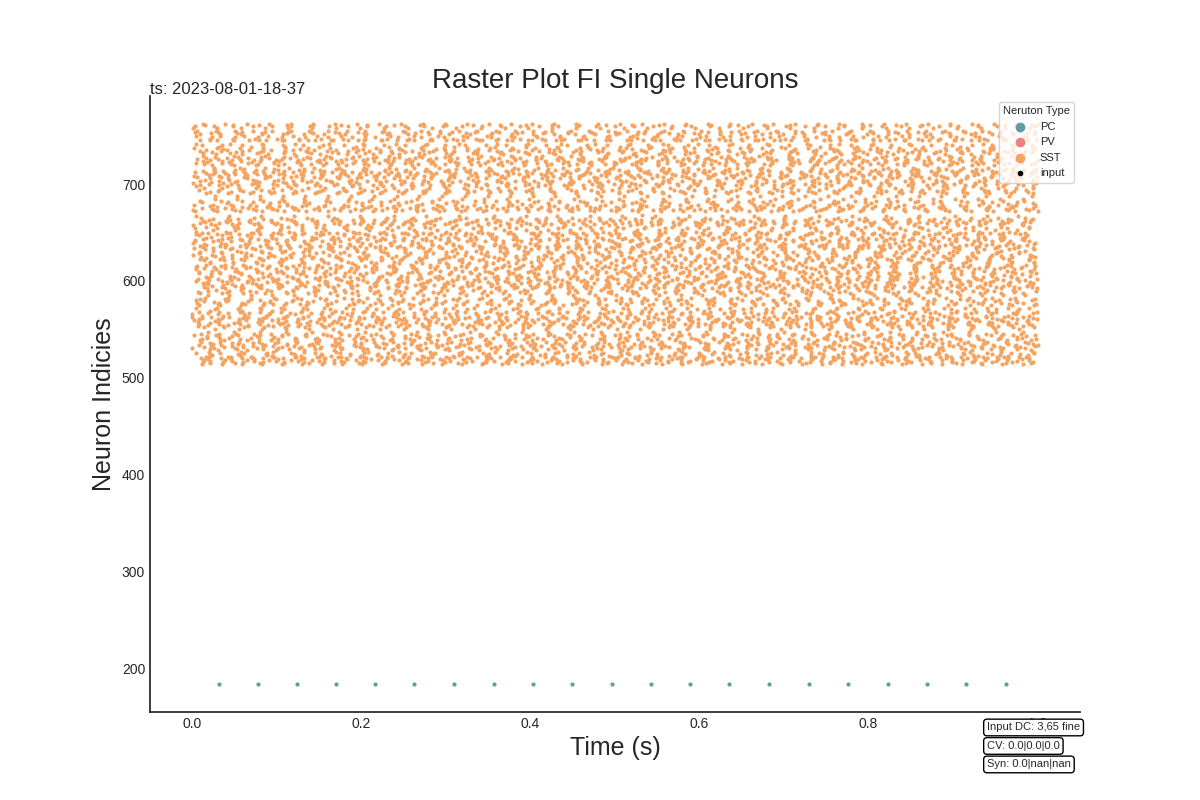 Raster Plot FI Single Neurons
ts: 2023-08-01-18-37
Neruton Type
PC
PV
SST
input
700
600
500
400
300
200
Neuron Indicies
0.0 0.2 0.4 0.6 0.8
Time (s)
Input DC: 3,65 fine
CV: 0.0|0.0|0.0
Syn: 0.0|nan|nan